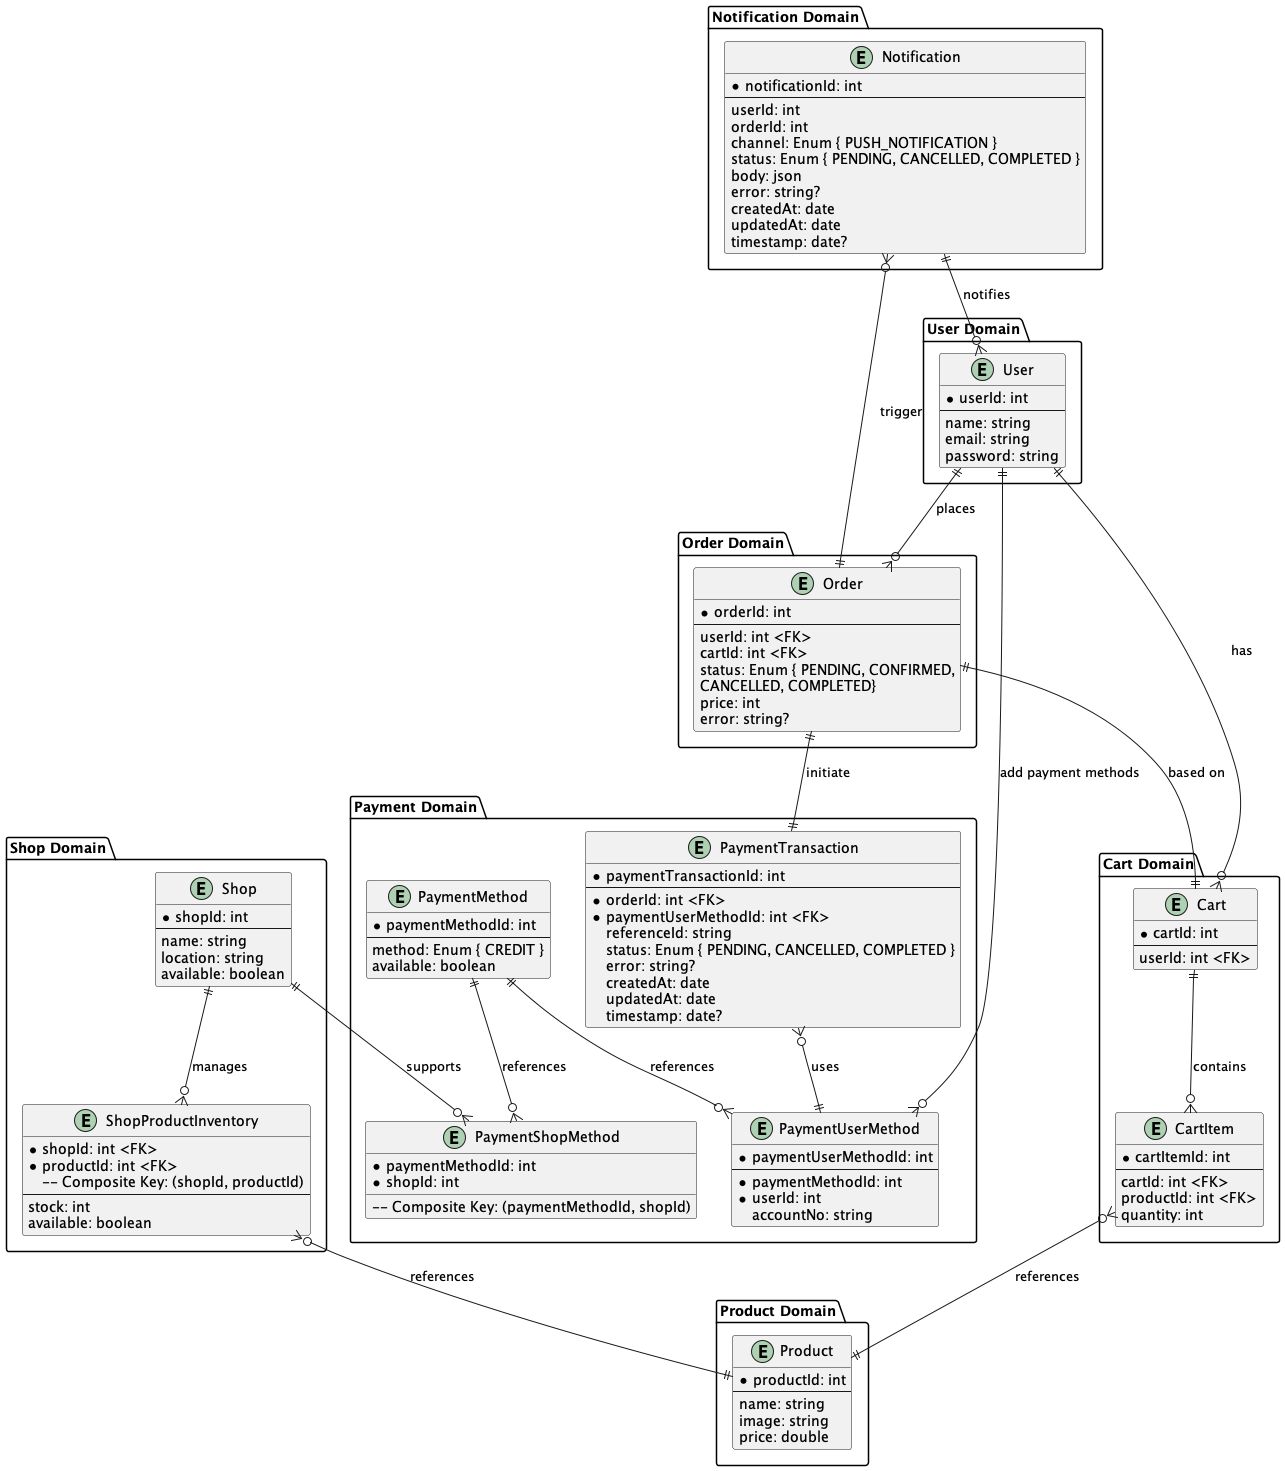 Notification Domain
E Notification
* notificationId: int
userId: int
orderId: int
channel: Enum { PUSH_NOTIFICATION }
status: Enum { PENDING, CANCELLED, COMPLETED }
body: json
error: string?
createdAt: date
updatedAt: date
timestamp: date?
notifies
User Domain
E User
* userId: int
name: string
email: string
password: string
trigger
places
Order Domain
E Order
* orderId: int
userId: int <FK>
cartId: int <FK>
status: Enum { PENDING, CONFIRMED,
CANCELLED, COMPLETED}
price: int
error: string?
has
initiate
add payment methods
based on
Payment Domain
E PaymentTransaction
* paymentTransactionId: int
* orderId: int <FK>
* paymentUserMethodId: int <FK>
referenceId: string
status: Enum { PENDING, CANCELLED, COMPLETED }
error: string?
createdAt: date
updatedAt: date
timestamp: date?
E PaymentMethod
* paymentMethodId: int
method: Enum { CREDIT }
available: boolean
Shop Domain
E Shop
* shopId: int
name: string
location: string
available: boolean
Cart Domain
E Cart
* cartId: int
userId: int <FK>
manages
supports
references
references
uses
contains
E ShopProductInventory
* shopId: int <FK>
* productId: int <FK>
-- Composite Key: (shopId, productId)
stock: int
available: boolean
E PaymentShopMethod
* paymentMethodId: int
* shopId: int
-- Composite Key: (paymentMethodId, shopId)
E PaymentUserMethod
* paymentUserMethodId: int
* paymentMethodId: int
* userId: int
accountNo: string
E CartItem
* cartItemId: int
cartId: int <FK>
productId: int <FK>
quantity: int
references
references
Product Domain
E Product
* productId: int
name: string
image: string
price: double